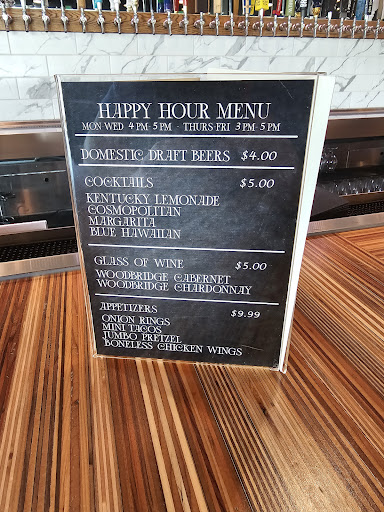 HAPPY HOUR MENU
MON WED 4 PM-5 PM - THURS FRI 3 PM-5 PM
DOMESTIC DRAFT BEERS $4.00
COCKTAILS $5.00
KENTUCKY LEMONADE
COSMOPOLITAN
MARGARITA
BLUE HAWAIIAN
GLASS OF WINE $5.00
WOODBRIDGE CABERNET
WOODBRIDGE CHARDONNAY
APPETIZERS $9.99
ONION RINGS
MINI TACOS
JUMBO PRETZEL
BONELESS CHICKEN WINGS